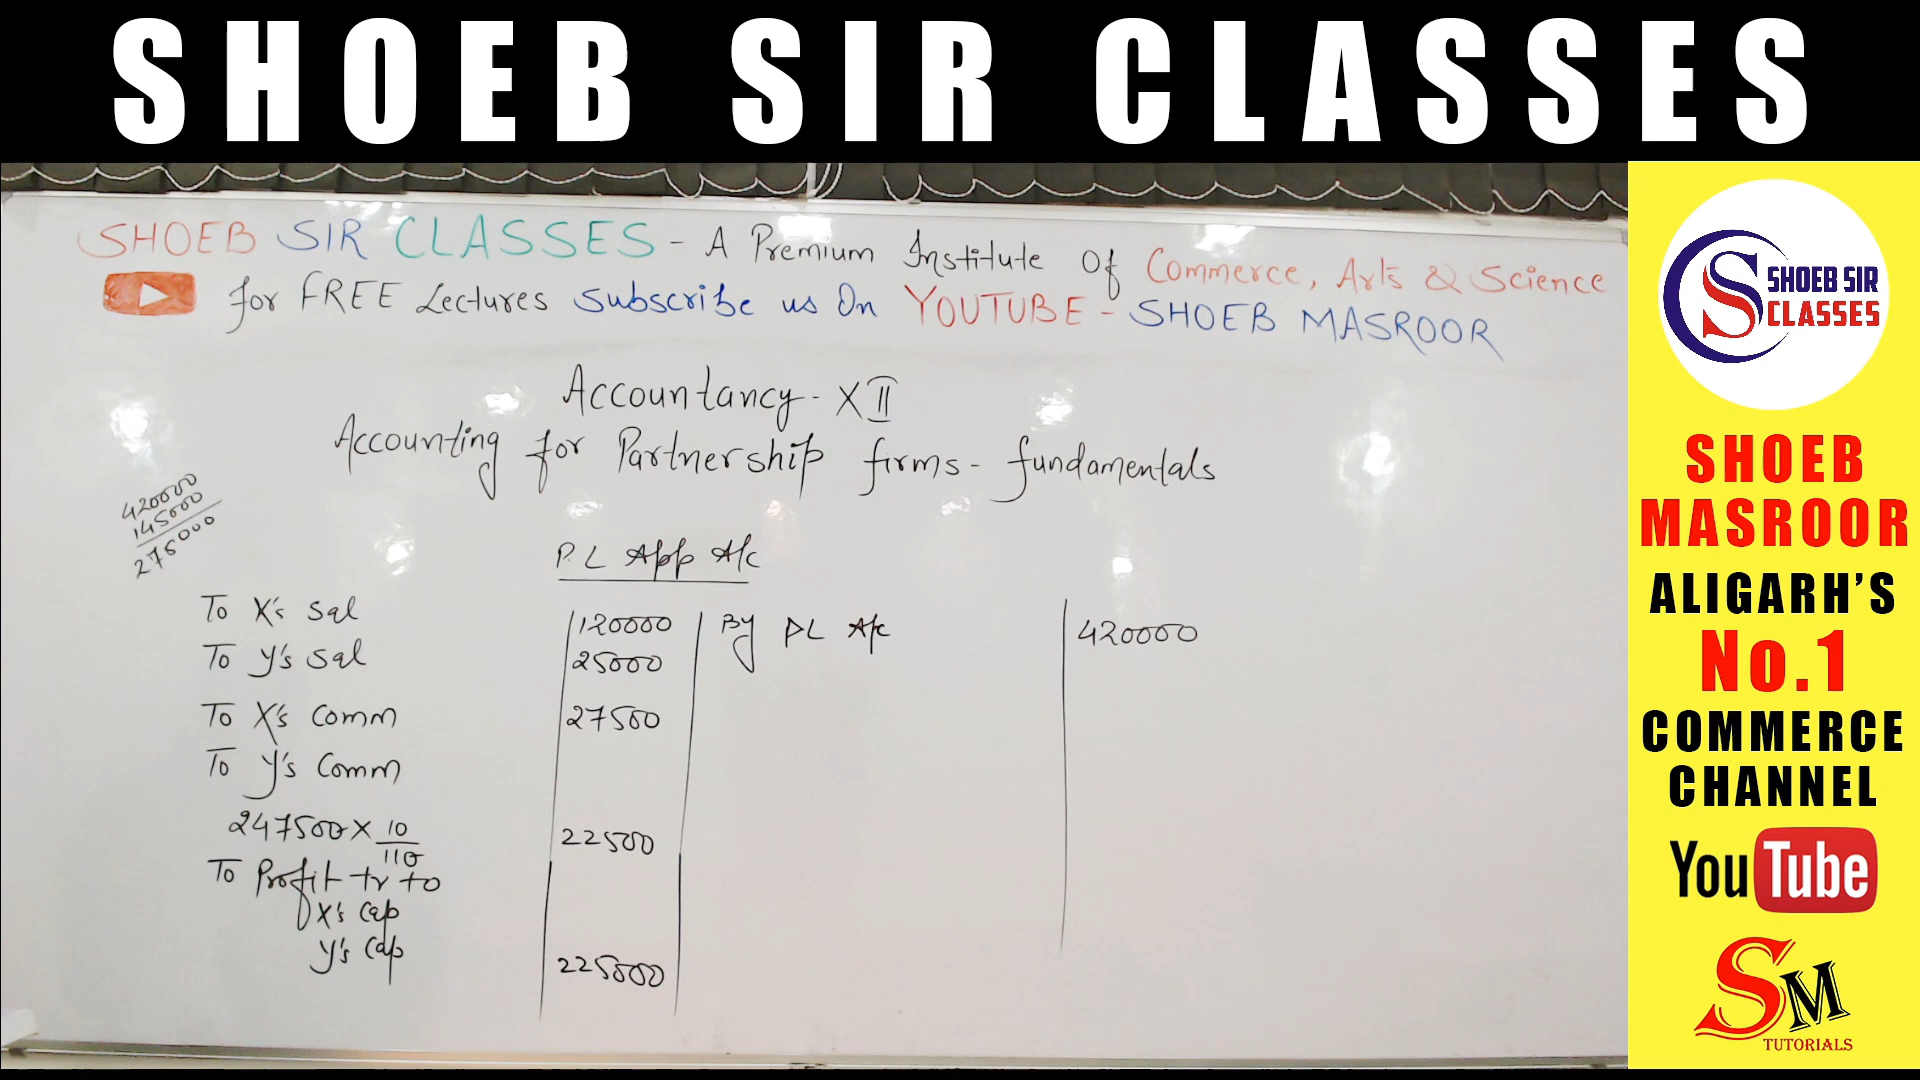 SHOEB SIR CLASSES
SHOEB SIR CLASSES - A Premium Institute Of Commerce, Arts & Science
for FREE Lectures Subscribe us On YOUTUBE - SHOEB MASROOR
Accountancy - XII
Accounting for Partnership firms - fundamentals
420000
145000
275000
P L App A/c
To X's Sal 120000 By P L A/c 420000
To Y's Sal 25000
To X's Comm 27500
To Y's Comm
247500 X 10/110 22500
To Profit tr to
X's Cap
Y's Cap
225000
SHOEB SIR
CLASSES
SHOEB
MASROOR
ALIGARH'S
No.1
COMMERCE
CHANNEL
YouTube
SM
TUTORIALS